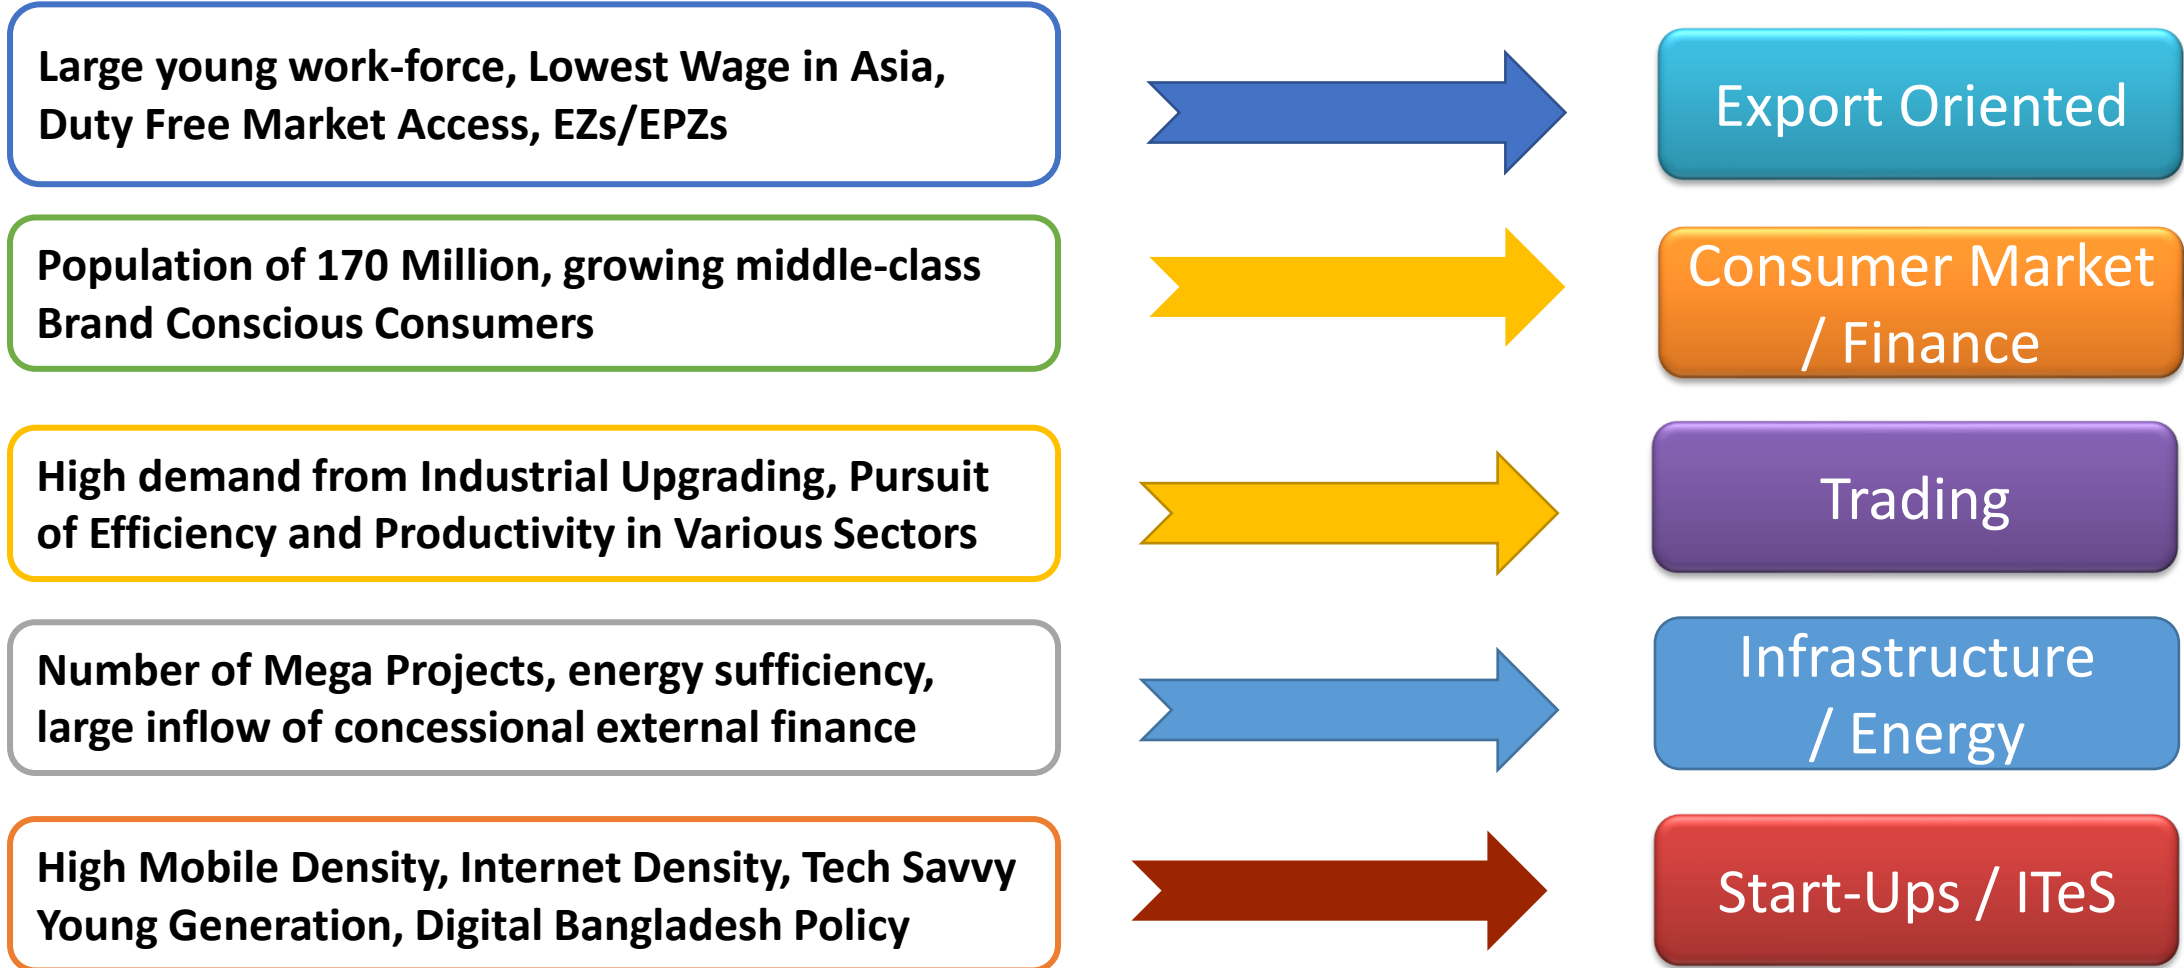 Large young work-force, Lowest Wage in Asia,
Duty Free Market Access, EZs/EPZs
Export Oriented
Population of 170 Million, growing middle-class
Brand Conscious Consumers
Consumer Market
/ Finance
High demand from Industrial Upgrading, Pursuit
of Efficiency and Productivity in Various Sectors
Trading
Number of Mega Projects, energy sufficiency,
large inflow of concessional external finance
Infrastructure
/ Energy
High Mobile Density, Internet Density, Tech Savvy
Young Generation, Digital Bangladesh Policy
Start-Ups / ITeS